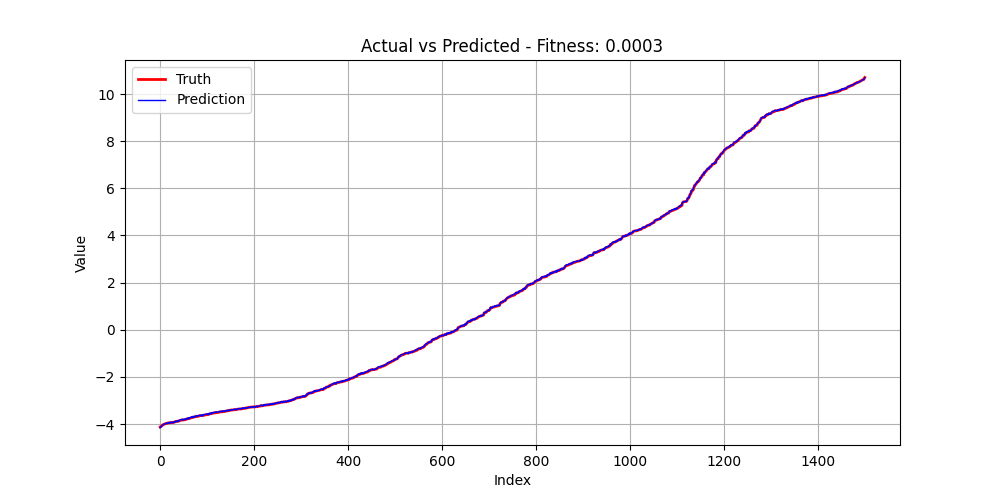 Actual vs Predicted - Fitness: 0.0003
Truth
Prediction
10
8
6
4
2
0
−2
−4
Value
0 200 400 600 800 1000 1200 1400
Index